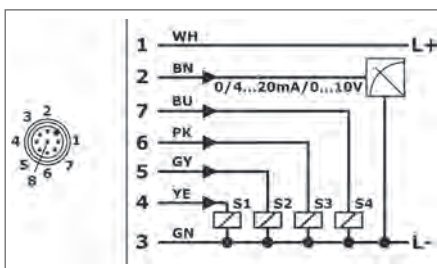 1 WH L+
2 BN
0/4...20mA/0...10V
7 BU
6 PK
5 GY
4 YE S1 S2 S3 S4
3 GN L-
3 2
4 1
5 8 6 7